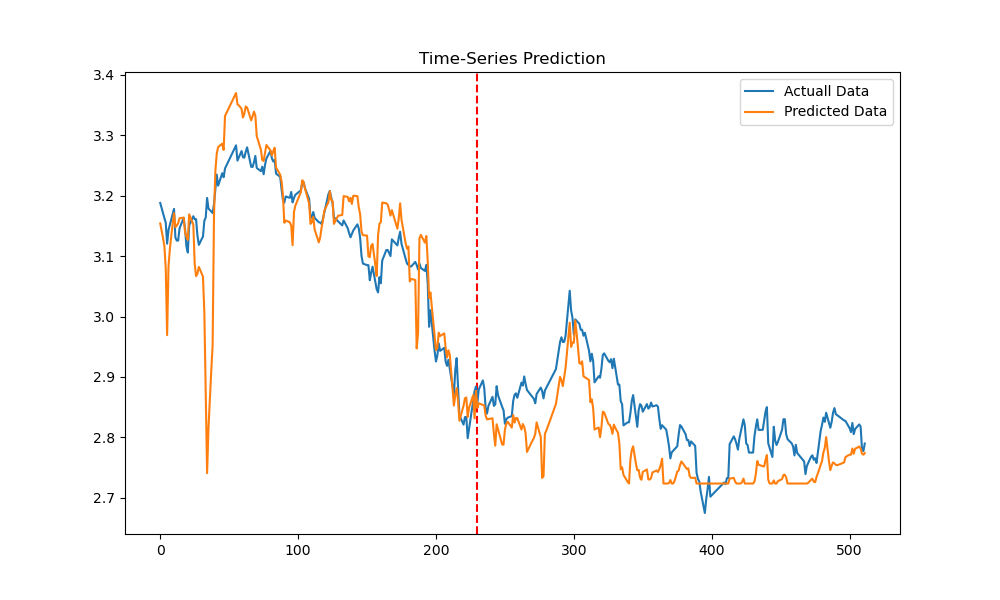 Time-Series Prediction
Actuall Data
Predicted Data
3.4
3.3
3.2
3.1
3.0
2.9
2.8
2.7
0 100 200 300 400 500